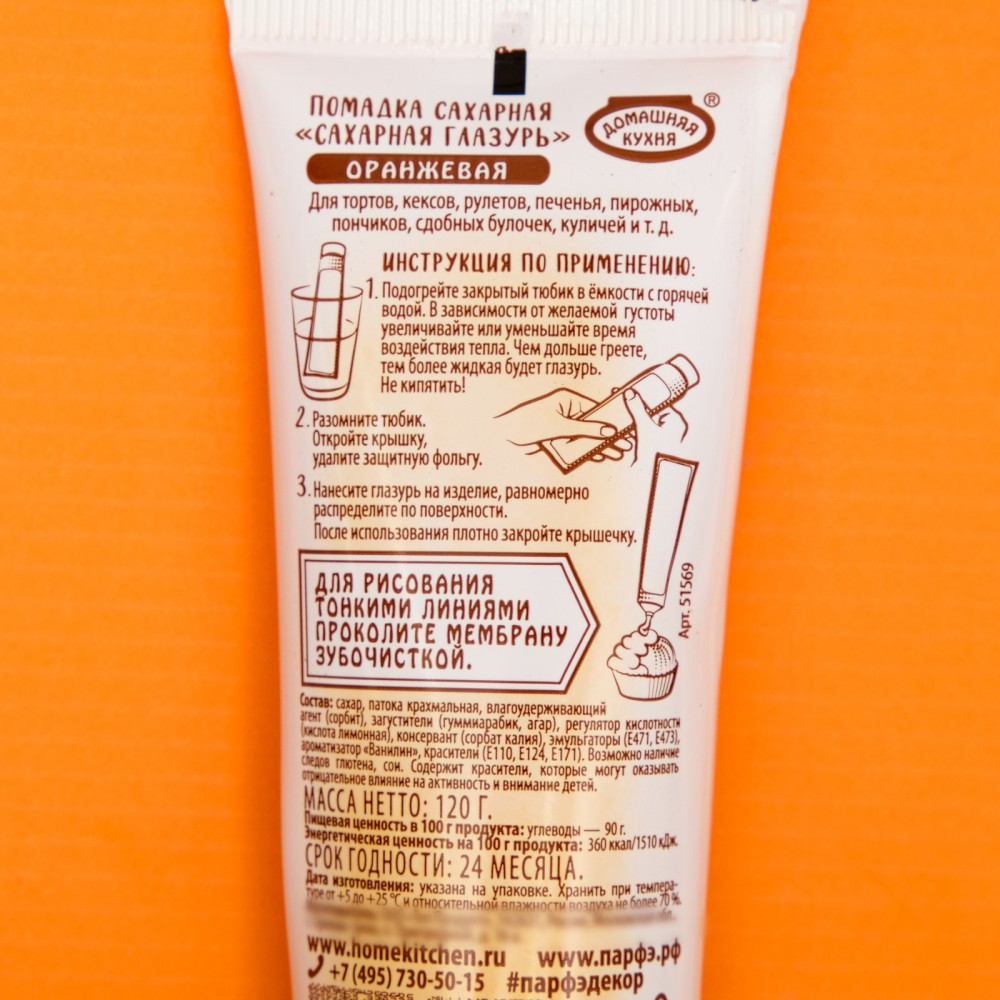 ПОМАДКА САХАРНАЯ
«САХАРНАЯ ГЛАЗУРЬ»
ОРАНЖЕВАЯ
ДОМАШНЯЯ ®
КУХНЯ
Для тортов, кексов, рулетов, печенья, пирожных,
пончиков, сдобных булочек, куличей и т. д.
ИНСТРУКЦИЯ ПО ПРИМЕНЕНИЮ:
1. Подогрейте закрытый тюбик в ёмкости с горячей
водой. В зависимости от желаемой густоты
увеличивайте или уменьшайте время
воздействия тепла. Чем дольше греете,
тем более жидкая будет глазурь.
Не кипятить!
2. Разомните тюбик.
Откройте крышку,
удалите защитную фольгу.
3. Нанесите глазурь на изделие, равномерно
распределите по поверхности.
После использования плотно закройте крышечку.
ДЛЯ РИСОВАНИЯ
ТОНКИМИ ЛИНИЯМИ
ПРОКОЛИТЕ МЕМБРАНУ
ЗУБОЧИСТКОЙ.
Арт. 51569
Состав: сахар, патока крахмальная, влагоудерживающий
агент (сорбит), загустители (гуммиарабик, агар), регулятор кислотности
(кислота лимонная), консервант (сорбат калия), эмульгаторы (Е471, Е473),
ароматизатор «Ванилин», красители (Е110, Е124, Е171). Возможно наличие
следов глютена, сои. Содержит красители, которые могут оказывать
отрицательное влияние на активность и внимание детей.
МАССА НЕТТО: 120 Г.
Пищевая ценность в 100 г продукта: углеводы — 90 г.
Энергетическая ценность на 100 г продукта: 360 ккал/1510 кДж.
СРОК ГОДНОСТИ: 24 МЕСЯЦА.
Дата изготовления: указана на упаковке. Хранить при темпера-
туре от +5 до +25 °С и относительной влажности воздуха не более 70 %.
www.homekitchen.ru www.парфэ.рф
+7 (495) 730-50-15 #парфэдекор